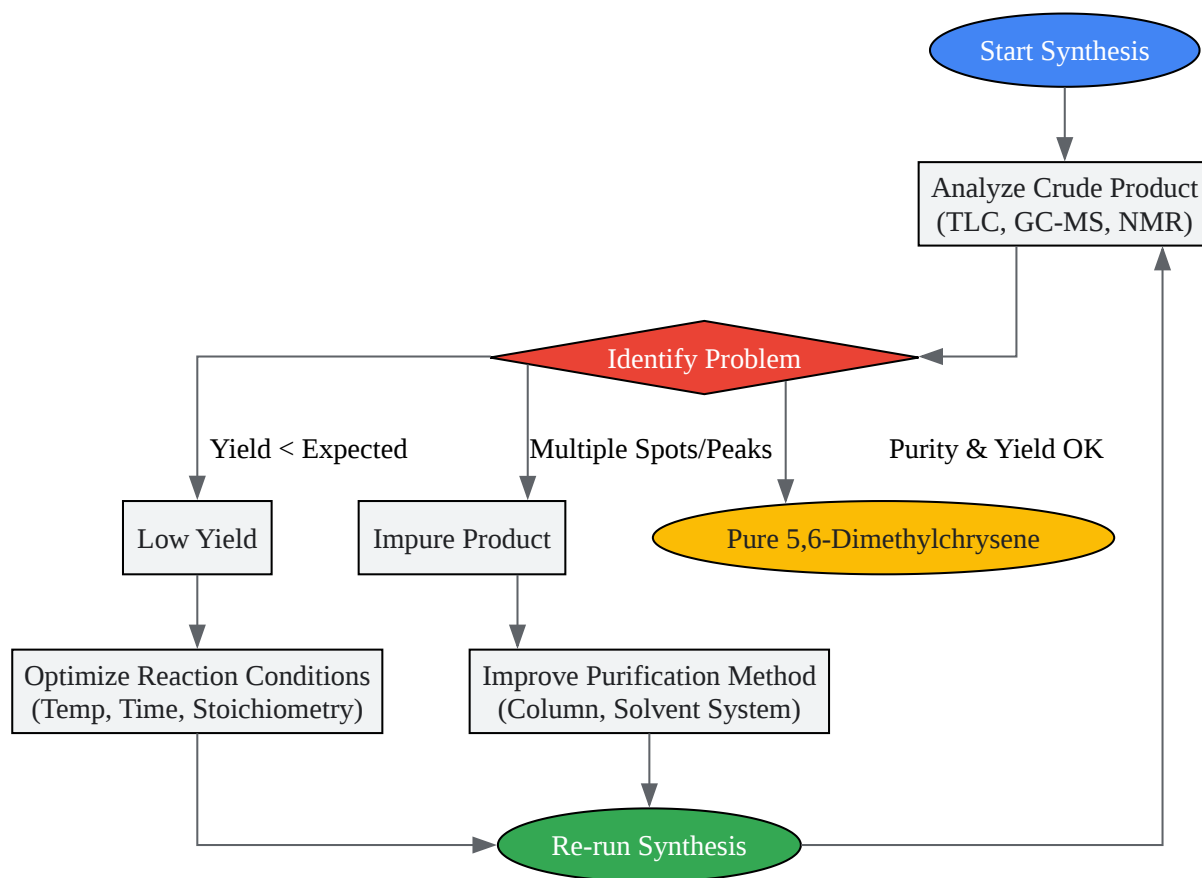 Start Synthesis
Analyze Crude Product
(TLC, GC-MS, NMR)
Identify Problem
Yield < Expected
Multiple Spots/Peaks
Purity & Yield OK
Low Yield
Impure Product
Pure 5,6-Dimethylchrysene
Optimize Reaction Conditions
(Temp, Time, Stoichiometry)
Improve Purification Method
(Column, Solvent System)
Re-run Synthesis